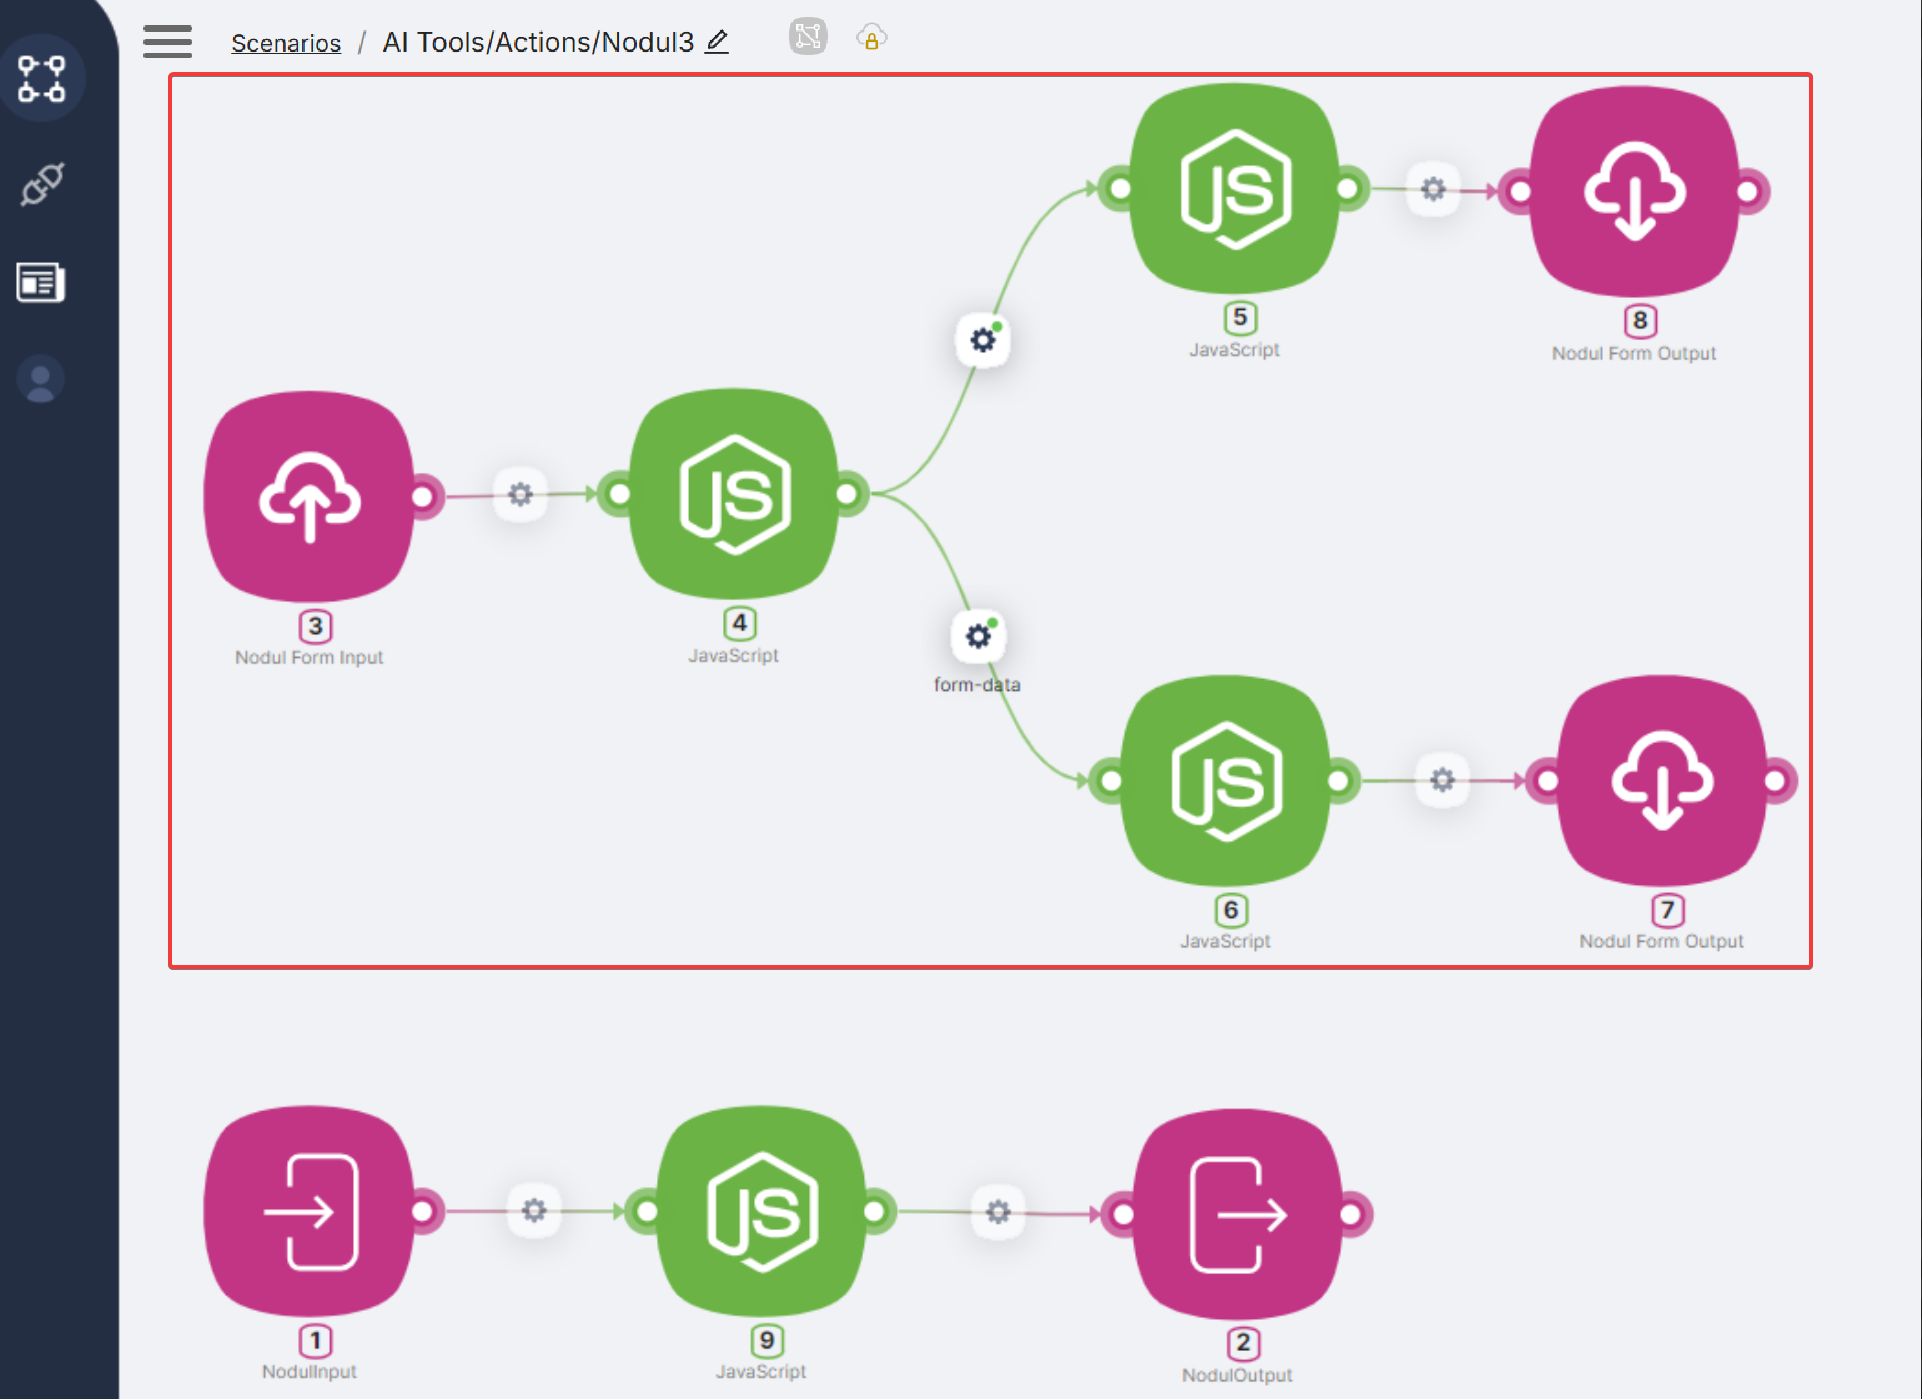 Scenarios / AI Tools/Actions/Nodul3
JS
5
JavaScript
8
Nodul Form Output
3
Nodul Form Input
JS
4
JavaScript
form-data
JS
6
JavaScript
7
Nodul Form Output
1
NodulInput
JS
9
JavaScript
2
NodulOutput